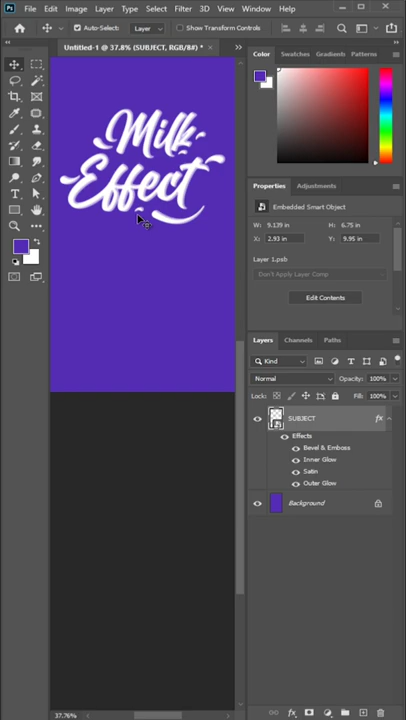 Ps File Edit Image Layer Type Select Filter 3D View Window Help
Auto-Select: Layer Show Transform Controls
Untitled-1 @ 37.8% (SUBJECT, RGB/8#) *
Milk
Effect
37.76%
Color Swatches Gradients Patterns
Properties Adjustments
Embedded Smart Object
W: 9.139 in H: 6.75 in
X: 2.93 in Y: 9.95 in
Layer 1.psb
Don't Apply Layer Comp
Edit Contents
Layers Channels Paths
Kind
Normal Opacity: 100%
Lock: Fill: 100%
SUBJECT fx
Effects
Bevel & Emboss
Inner Glow
Satin
Outer Glow
Background